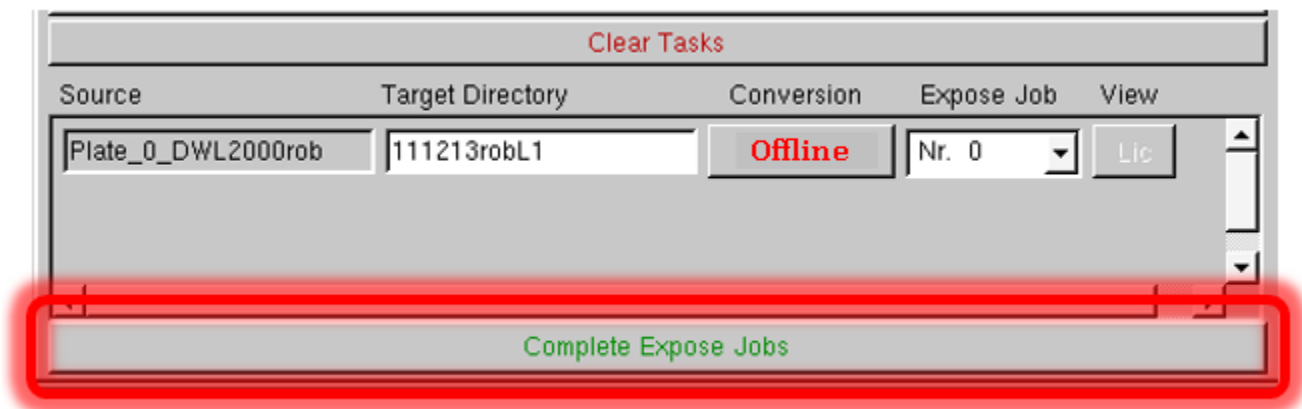 Clear Tasks
Source Target Directory Conversion Expose Job View
Plate_0_DWL2000rob 111213robL1 Offline Nr. 0 Lic
Complete Expose Jobs